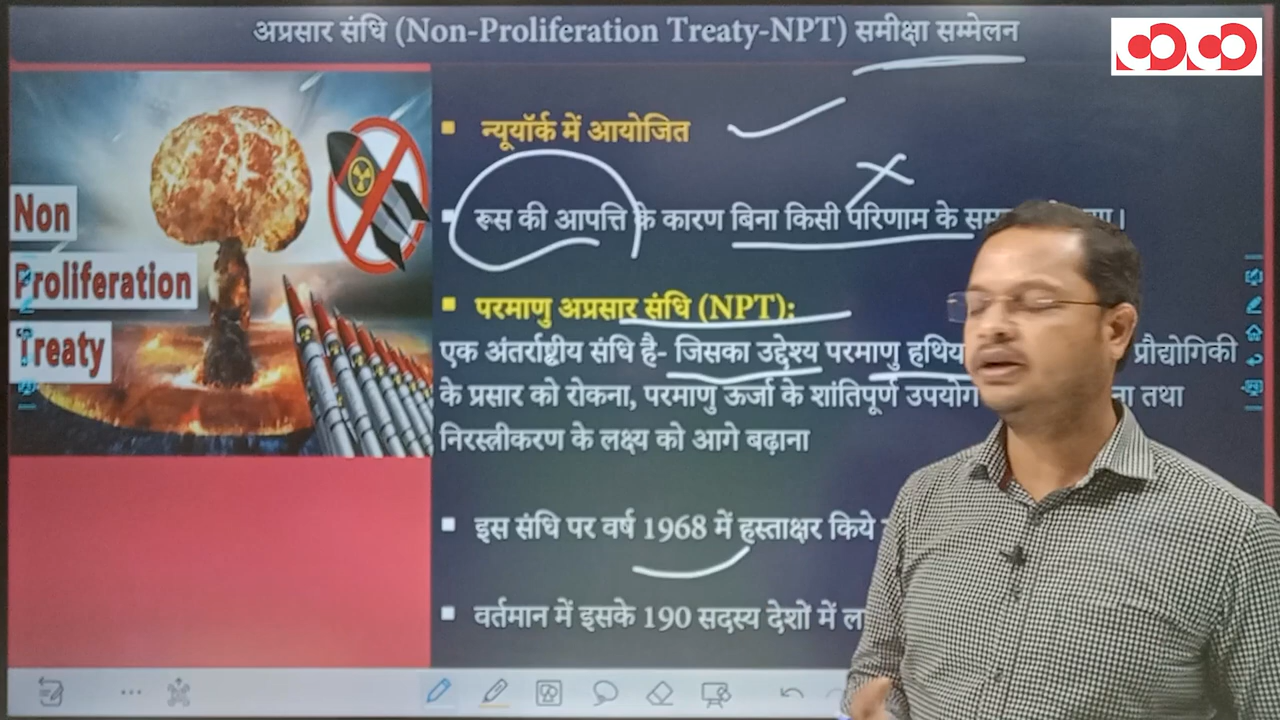 अप्रसार संधि (Non-Proliferation Treaty-NPT) समीक्षा सम्मेलन
Non
Proliferation
Treaty
न्यूयॉर्क में आयोजित
रूस की आपत्ति के कारण बिना किसी परिणाम के
परमाणु अप्रसार संधि (NPT):
एक अंतर्राष्ट्रीय संधि है- जिसका उद्देश्य परमाणु प्रौद्योगिकी
के प्रसार को रोकना, परमाणु ऊर्जा के शांतिपूर्ण उपयोग तथा
निरस्त्रीकरण के लक्ष्य को आगे बढ़ाना
इस संधि पर वर्ष 1968 में हस्ताक्षर किये
वर्तमान में इसके 190 सदस्य देशों में